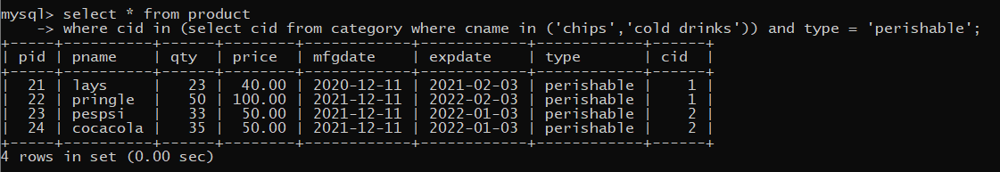 mysql> select * from product
    -> where cid in (select cid from category where cname in ('chips','cold drinks')) and type = 'perishable';
+-----+----------+------+--------+------------+------------+------------+------+
| pid | pname    | qty  | price  | mfgdate    | expdate    | type       | cid  |
+-----+----------+------+--------+------------+------------+------------+------+
|  21 | lays     |   23 |  40.00 | 2020-12-11 | 2021-02-03 | perishable |    1 |
|  22 | pringle  |   50 | 100.00 | 2021-12-11 | 2022-02-03 | perishable |    1 |
|  23 | pespsi   |   33 |  50.00 | 2021-12-11 | 2022-01-03 | perishable |    2 |
|  24 | cocacola |   35 |  50.00 | 2021-12-11 | 2022-01-03 | perishable |    2 |
+-----+----------+------+--------+------------+------------+------------+------+
4 rows in set (0.00 sec)